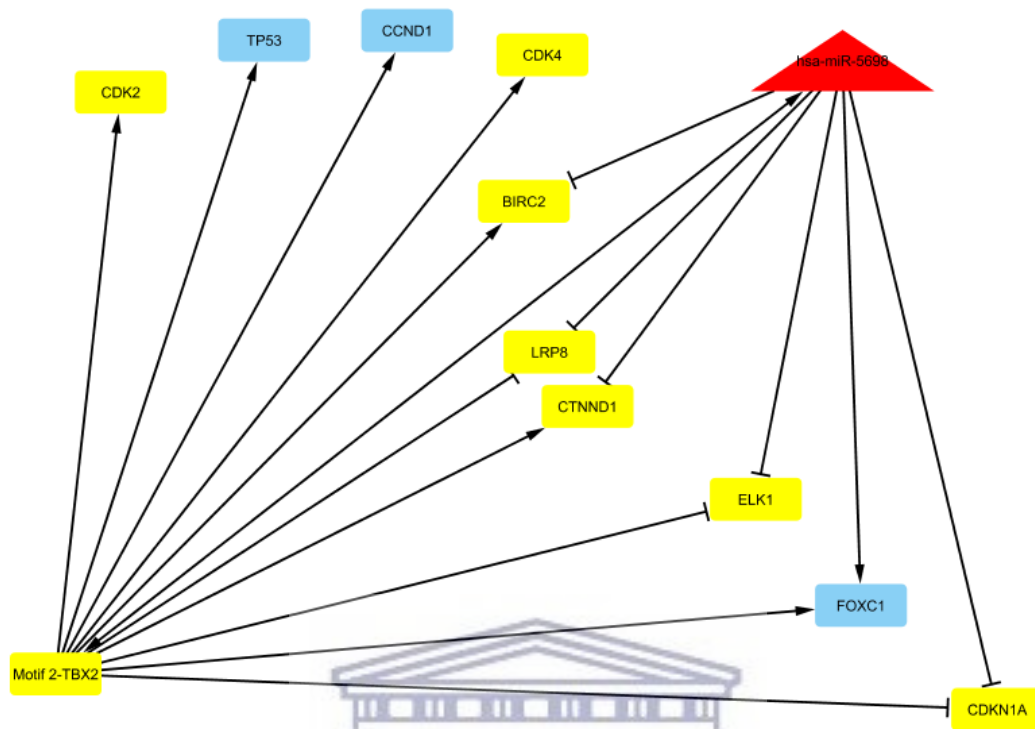 CCND1
TP53
CDK4
hsa-miR-5698
CDK2
BIRC2
LRP8
CTNND1
ELK1
FOXC1
Motif 2-TBX2
CDKN1A